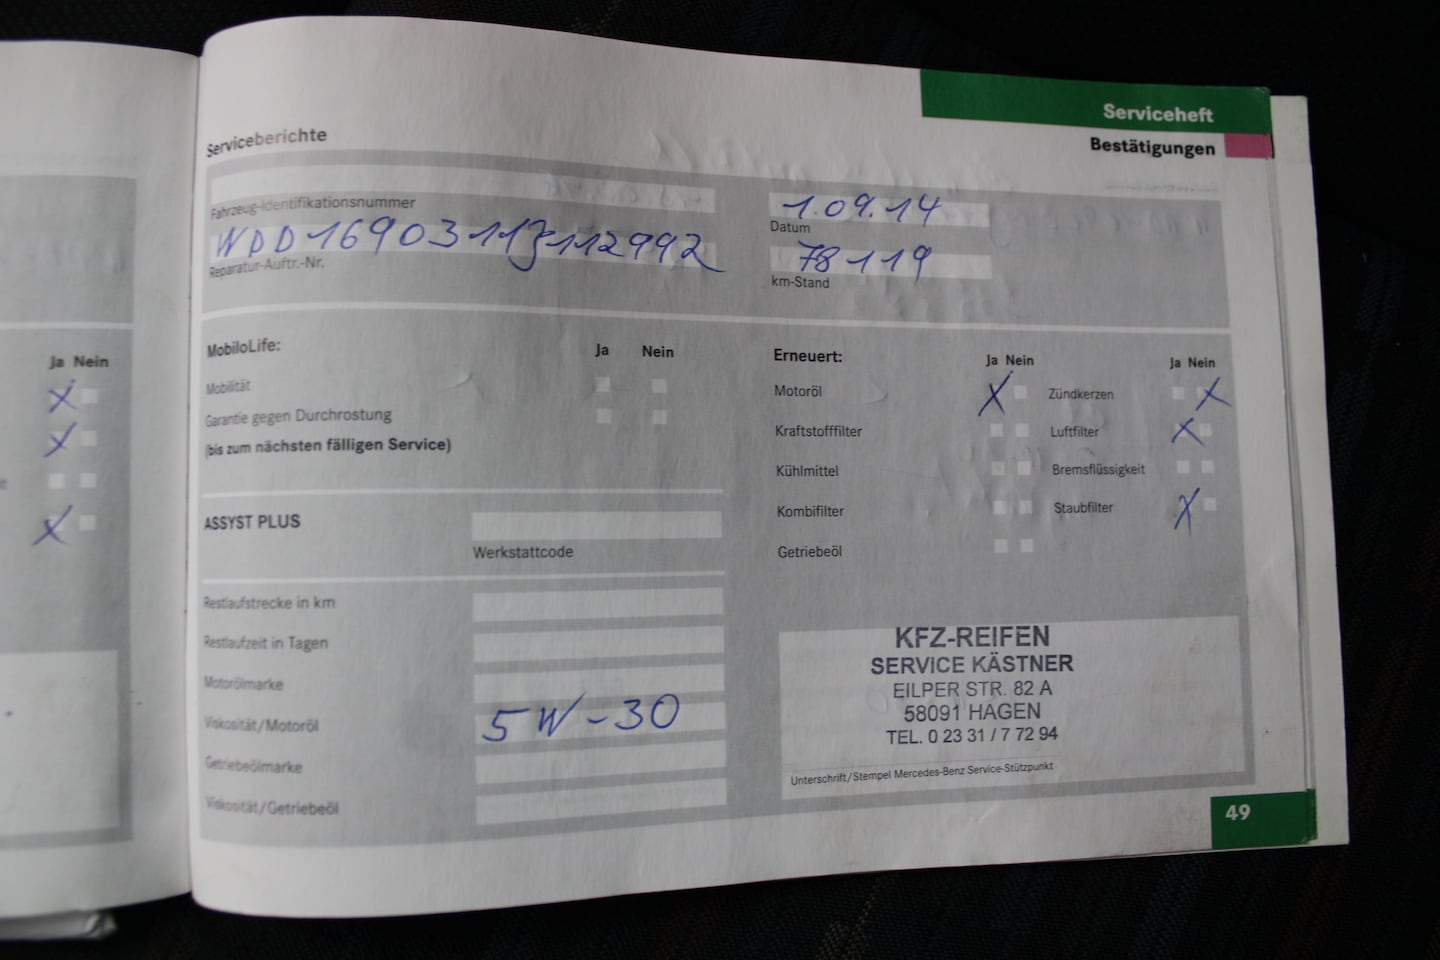 Serviceheft
Bestätigungen
Serviceberichte
Fahrzeug-Identifikationsnummer
1.09.14
Datum
WDD1690311J112992
Reparatur-Auftr.-Nr.
78119
km-Stand
Ja Nein
MobiloLife: Ja Nein
Mobilität
Garantie gegen Durchrostung
(bis zum nächsten fälligen Service)
Erneuert: Ja Nein Ja Nein
Motoröl X Zündkerzen X
Kraftstofffilter Luftfilter X
Kühlmittel Bremsflüssigkeit
Kombifilter Staubfilter X
Getriebeöl
X
X
X
ASSYST PLUS
Werkstattcode
Restlaufstrecke in km
Restlaufzeit in Tagen
Motorölmarke
Viskosität/Motoröl 5W-30
Getriebeölmarke
Viskosität/Getriebeöl
KFZ-REIFEN
SERVICE KÄSTNER
EILPER STR. 82 A
58091 HAGEN
TEL. 0 23 31 / 7 72 94
Unterschrift/Stempel Mercedes-Benz Service-Stützpunkt
49